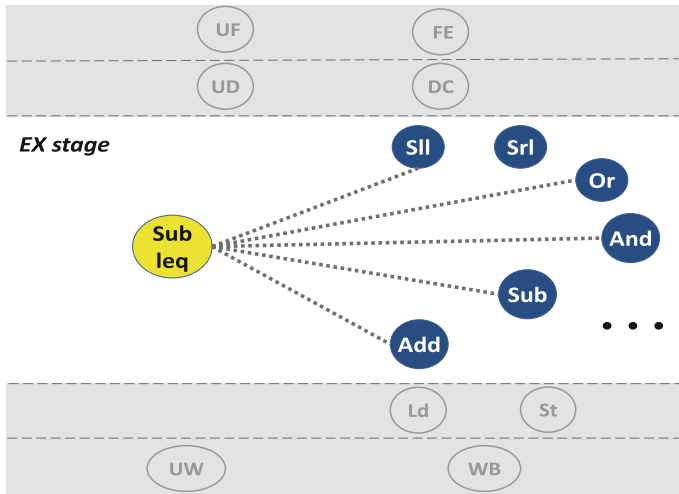 UF
FE
UD
DC
EX stage
Sll
Srl
Or
Sub
leq
And
Sub
Add
. . .
Ld
St
UW
WB